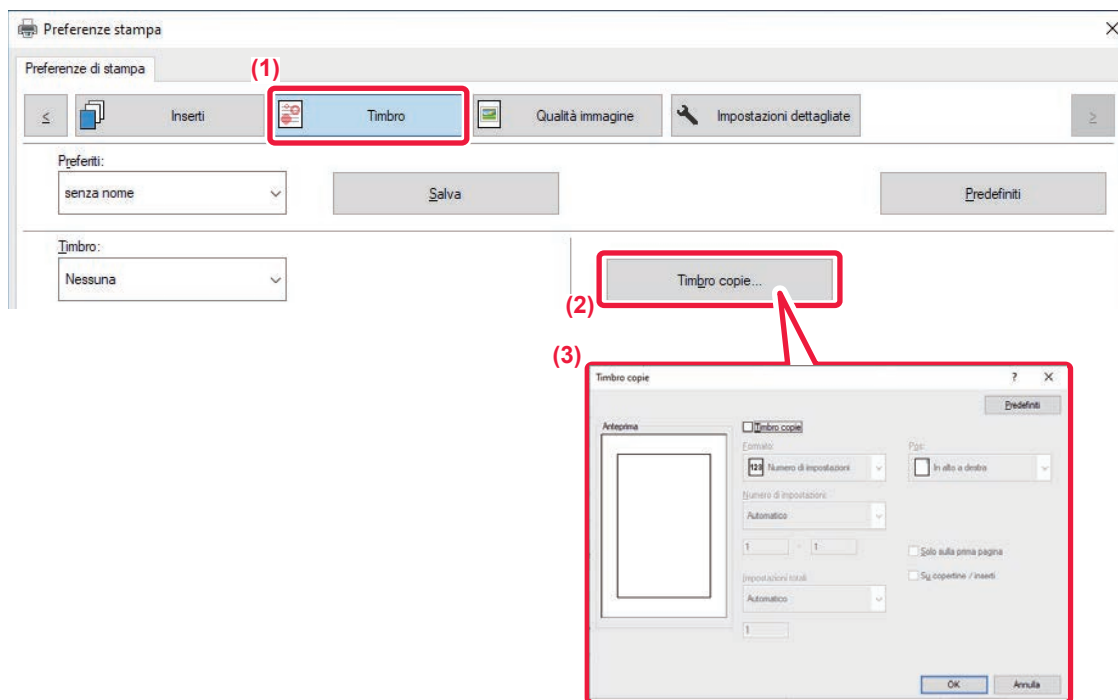 Preferenze stampa
Preferenze di stampa
(1)
<
Inserti
Timbro
Qualità immagine
Impostazioni dettagliate
>
Preferiti:
senza nome
Salva
Predefiniti
Timbro:
Nessuna
Timbro copie...
(2)
(3)
Timbro copie
?
Predefiniti
Anteprima
Timbro copie
Formato:
Pos:
123 Numero di impostazioni
In alto a destra
Numero di impostazioni:
Automatico
1 - 1
Solo sulla prima pagina
Su copertine / inserti
Impostazioni totali:
Automatico
1
OK
Annulla